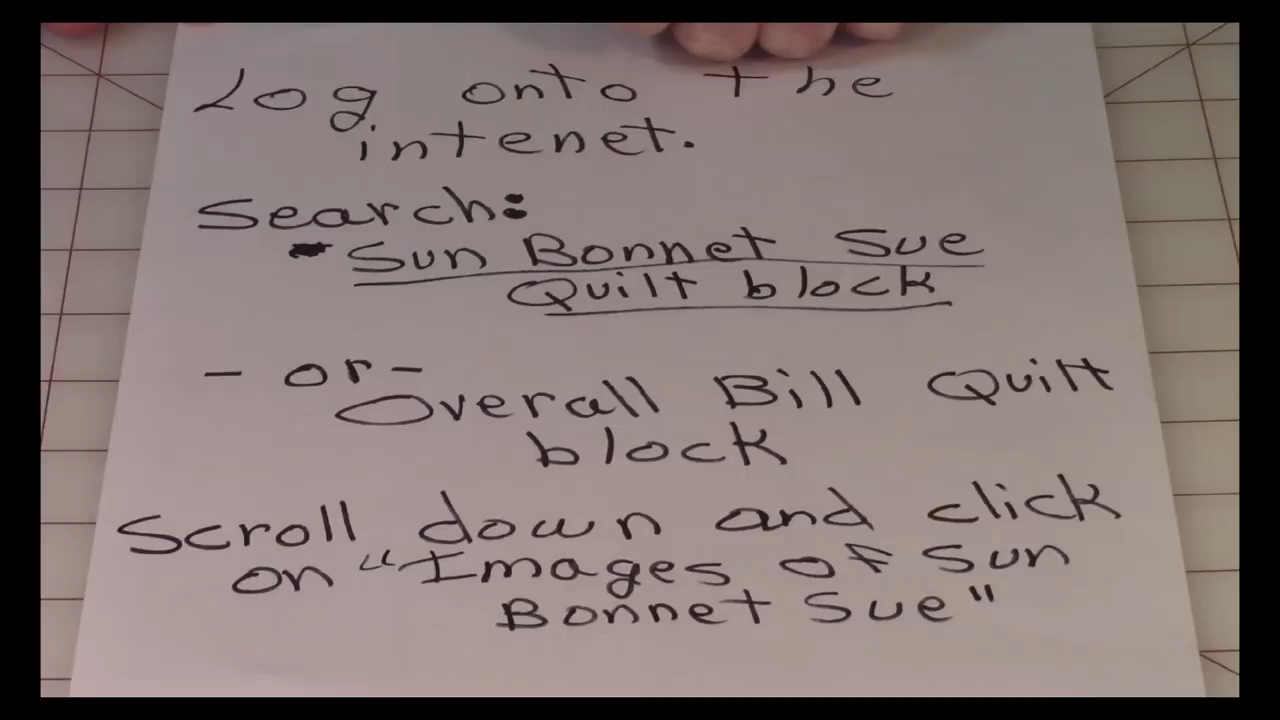 Log onto the
intenet.
Search:
- Sun Bonnet Sue
Quilt block
- or -
Overall Bill Quilt
block
Scroll down and click
on "Images of Sun
Bonnet Sue"